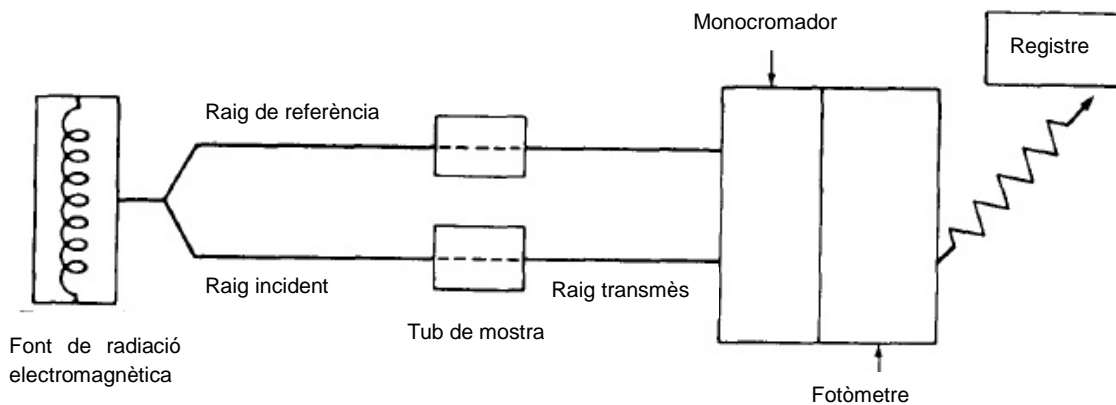 Monocromador
Registre
Raig de referència
Raig incident
Raig transmès
Tub de mostra
Font de radiació
electromagnètica
Fotòmetre